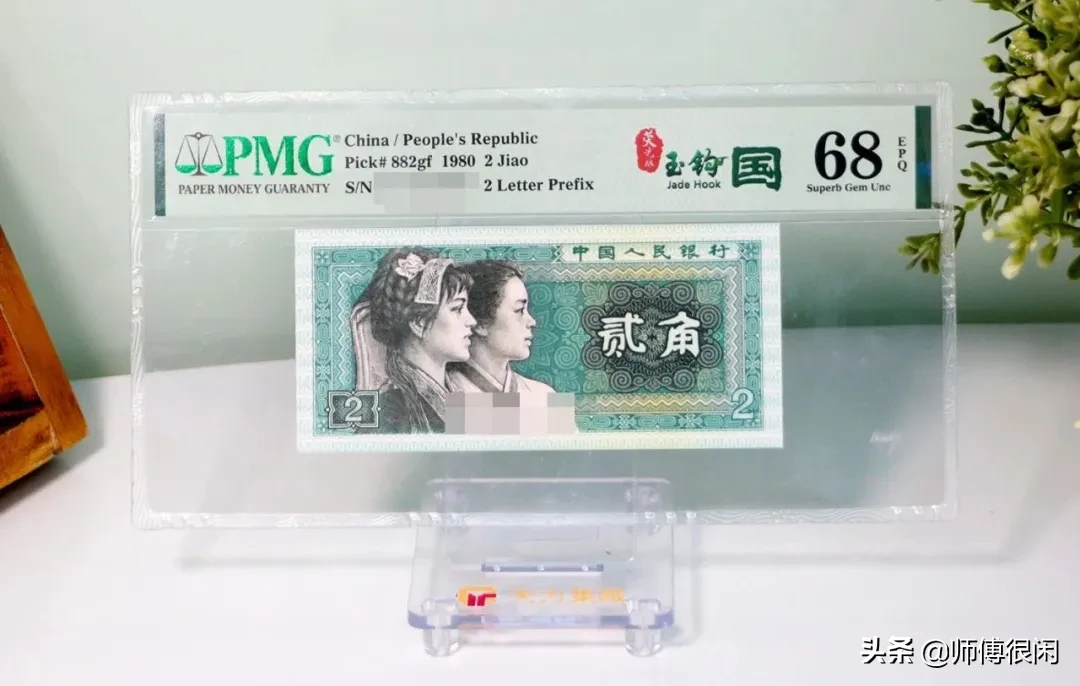 PMG® China / People's Republic
Pick# 882gf 1980 2 Jiao
PAPER MONEY GUARANTY
S/N 2 Letter Prefix
玉钩国
Jade Hook
68 EPQ
Superb Gem Unc
中国人民银行
贰角
2 2
头条 @师傅很闲